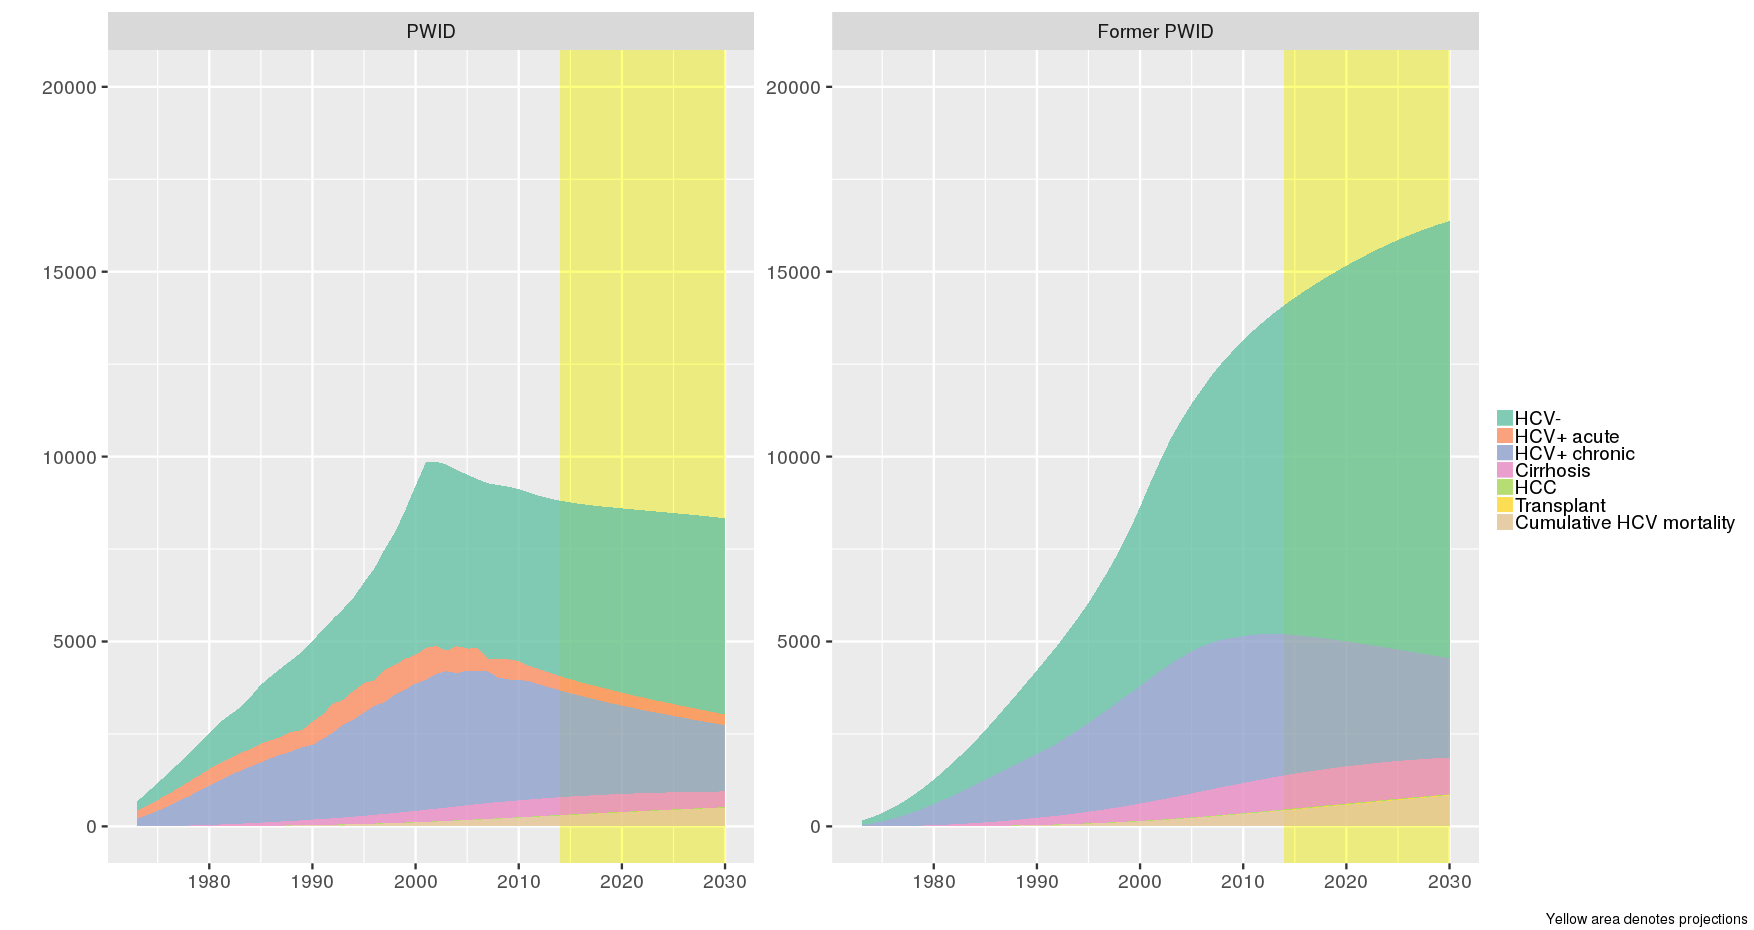 PWID
Former PWID
20000
15000
10000
5000
0
1980 1990 2000 2010 2020 2030
20000
15000
10000
5000
0
1980 1990 2000 2010 2020 2030
HCV-
HCV+ acute
HCV+ chronic
Cirrhosis
HCC
Transplant
Cumulative HCV mortality
Yellow area denotes projections